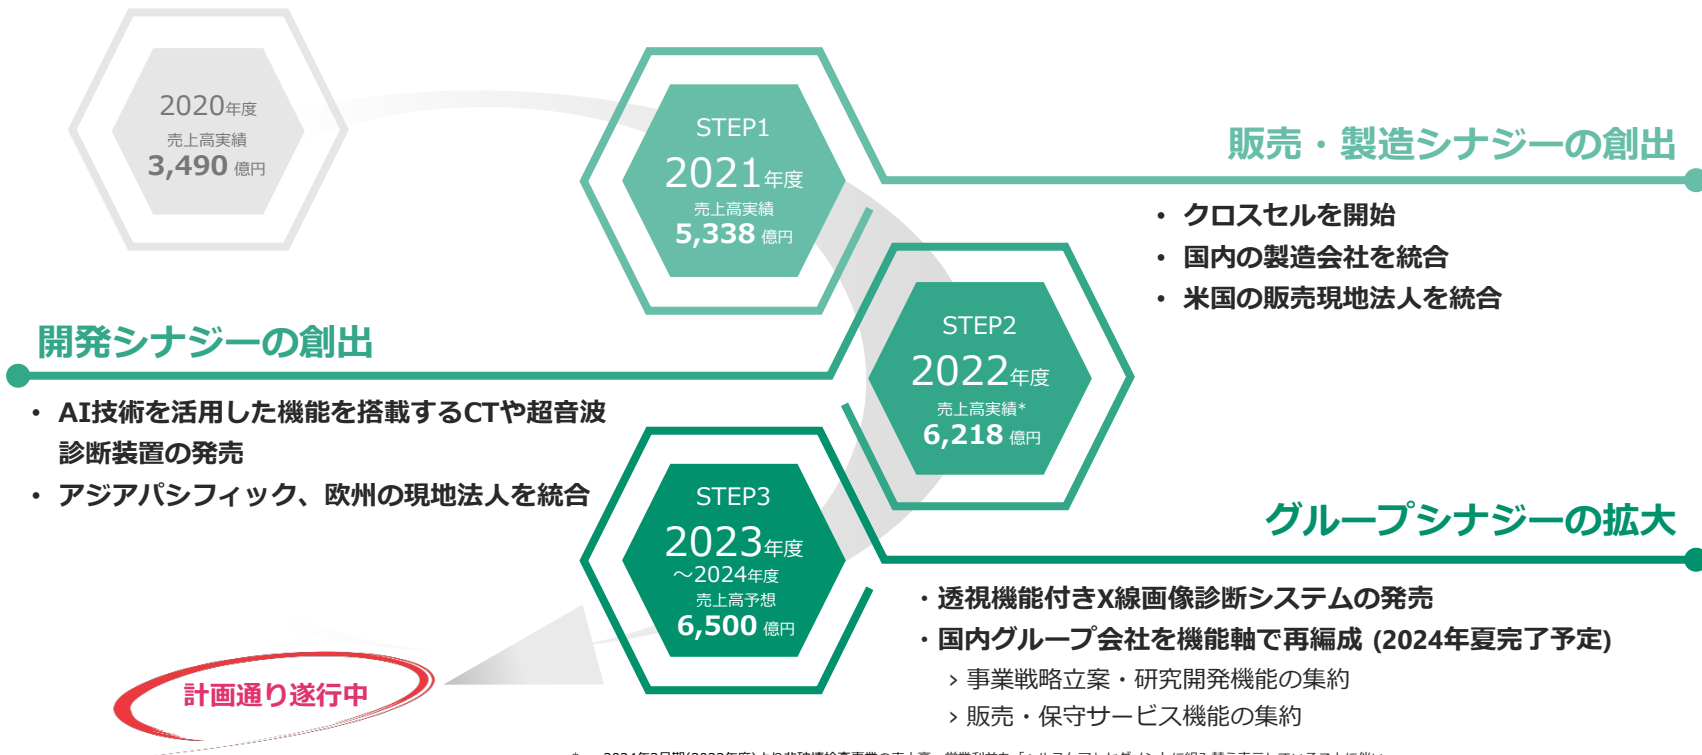 2020年度
売上高実績
3,490 億円
STEP1
2021年度
売上高実績
5,338 億円
販売・製造シナジーの創出
• クロスセルを開始
• 国内の製造会社を統合
• 米国の販売現地法人を統合
STEP2
2022年度
売上高実績*
6,218 億円
開発シナジーの創出
• AI技術を活用した機能を搭載するCTや超音波
診断装置の発売
• アジアパシフィック、欧州の現地法人を統合
STEP3
2023年度
～2024年度
売上高予想
6,500 億円
グループシナジーの拡大
・透視機能付きX線画像診断システムの発売
・国内グループ会社を機能軸で再編成 (2024年夏完了予定)
› 事業戦略立案・研究開発機能の集約
› 販売・保守サービス機能の集約
計画通り遂行中